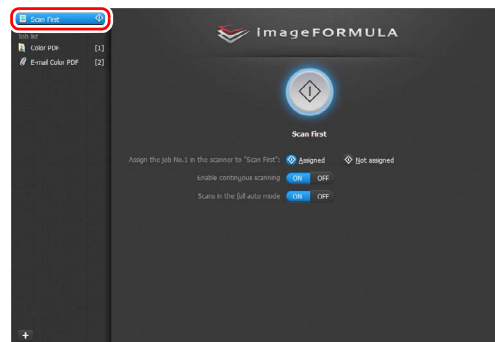 Scan First
Job list
Color PDF [1]
E-mail Color PDF [2]
imageFORMULA
Scan First
Assign the job No.1 in the scanner to "Scan First": Assigned Not assigned
Enable continuous scanning ON OFF
Scans in the full auto mode ON OFF